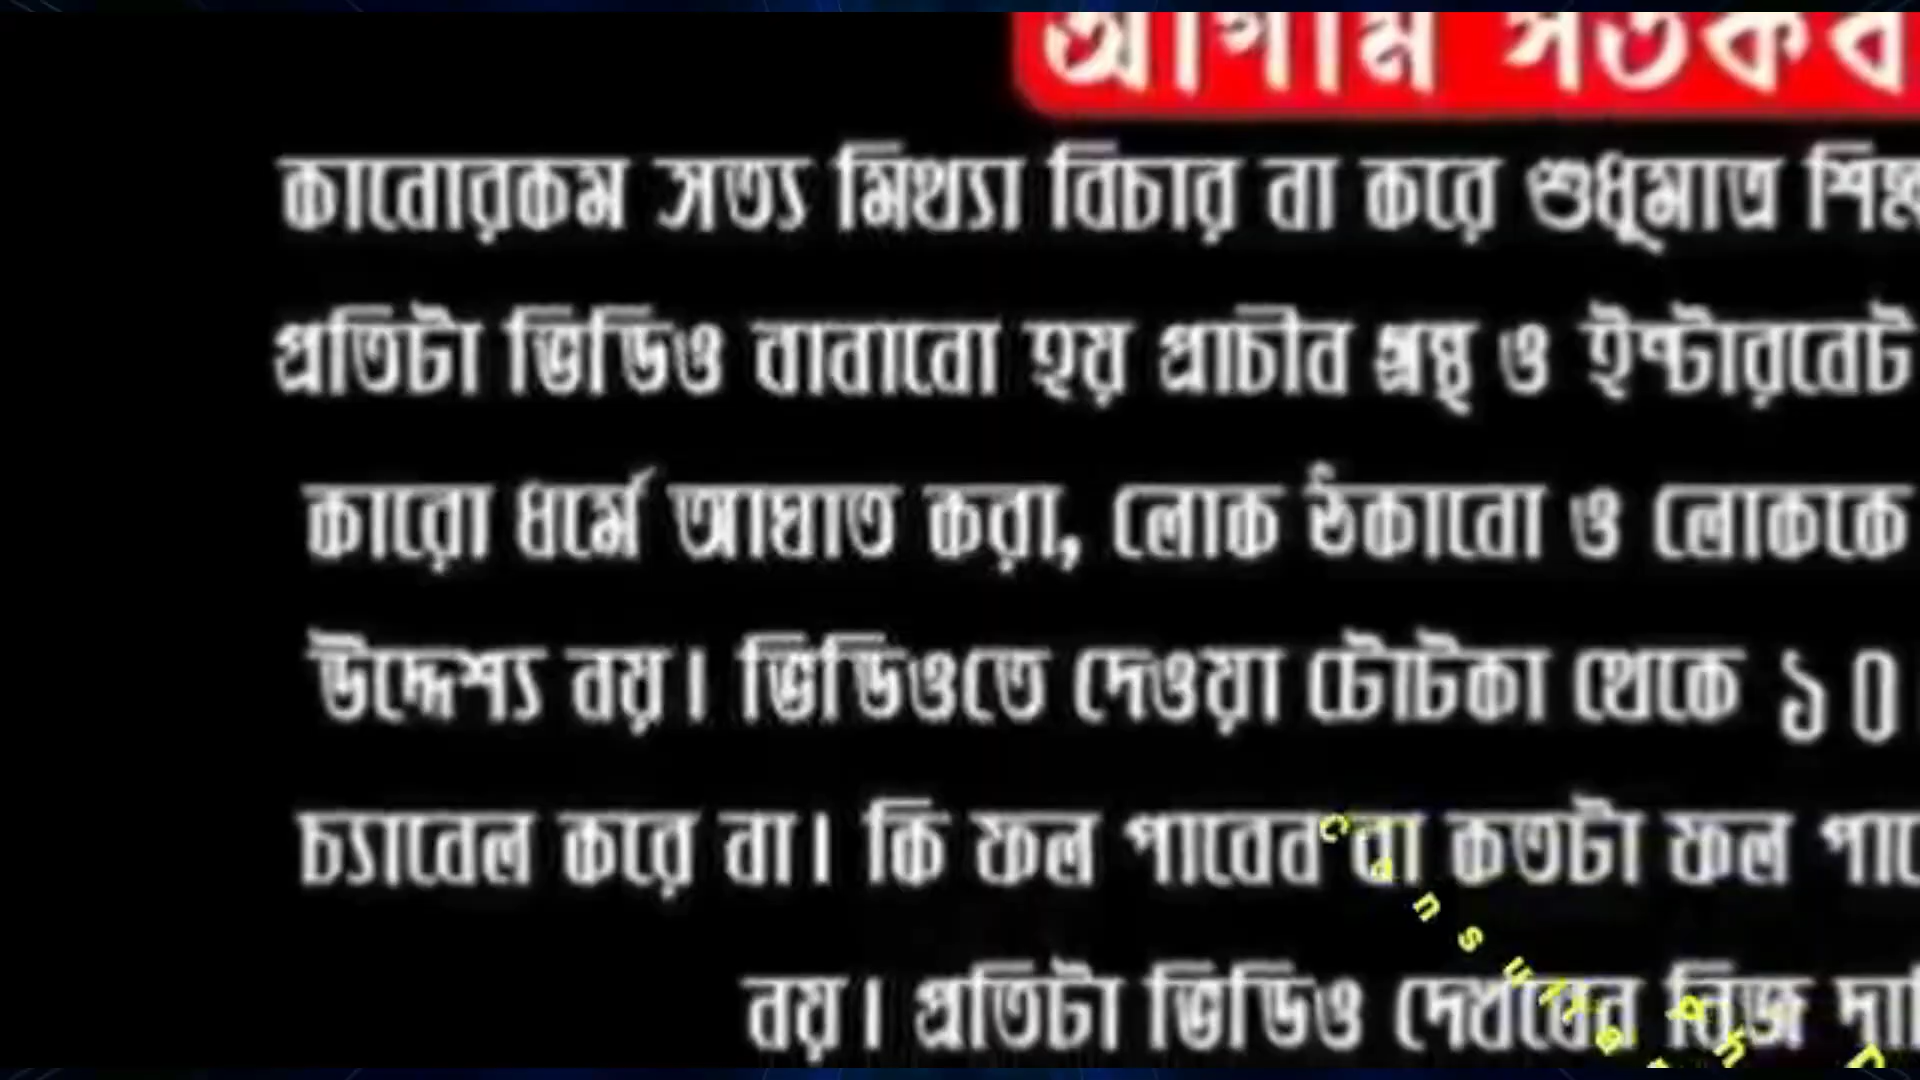 আগাম সতর্কব
কানোরকম সত্য মিথ্যা বিচার না করে শুধুমাত্র
প্রতিটা ভিডিও বানানো হয় প্রাচীন গ্রন্থ ও ইন্টারনেট
কারো ধর্মে আঘাত করা, লোক ঠকানো ও লোককে
উদ্দেশ্য নয়। ভিডিওতে দেওয়া টোটকা থেকে ১০
চ্যানেল করে না। কি ফল পাবেন বা কতটা ফল
নয়। প্রতিটা ভিডিও দেখবেন নিজ